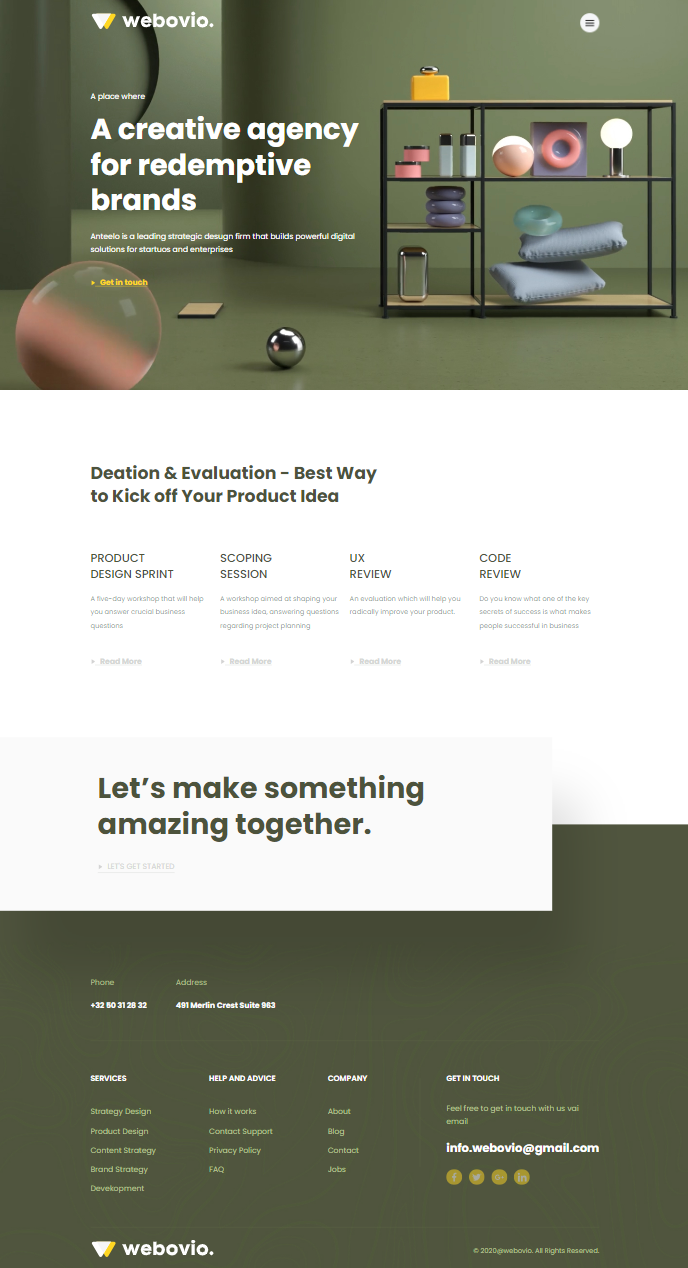 webovio.
A place where
A creative agency
for redemptive
brands
Anteelo is a leading strategic desugn firm that builds powerful digital
solutions for startuos and enterprises
Get in touch
Deation & Evaluation - Best Way
to Kick off Your Product Idea
PRODUCT
DESIGN SPRINT
A five-day workshop that will help
you answer crucial business
questions
Read More
SCOPING
SESSION
A workshop aimed at shaping your
business idea, answering questions
regarding project planning
Read More
UX
REVIEW
An evaluation which will help you
radically improve your product.
Read More
CODE
REVIEW
Do you know what one of the key
secrets of success is what makes
people successful in business
Read More
Let's make something
amazing together.
LET'S GET STARTED
Phone
+32 50 31 28 32
Address
491 Merlin Crest Suite 963
SERVICES
Strategy Design
Product Design
Content Strategy
Brand Strategy
Devekopment
HELP AND ADVICE
How it works
Contact Support
Privacy Policy
FAQ
COMPANY
About
Blog
Contact
Jobs
GET IN TOUCH
Feel free to get in touch with us vai
email
info.webovio@gmail.com
webovio.
© 2020@webovio. All Rights Reserved.